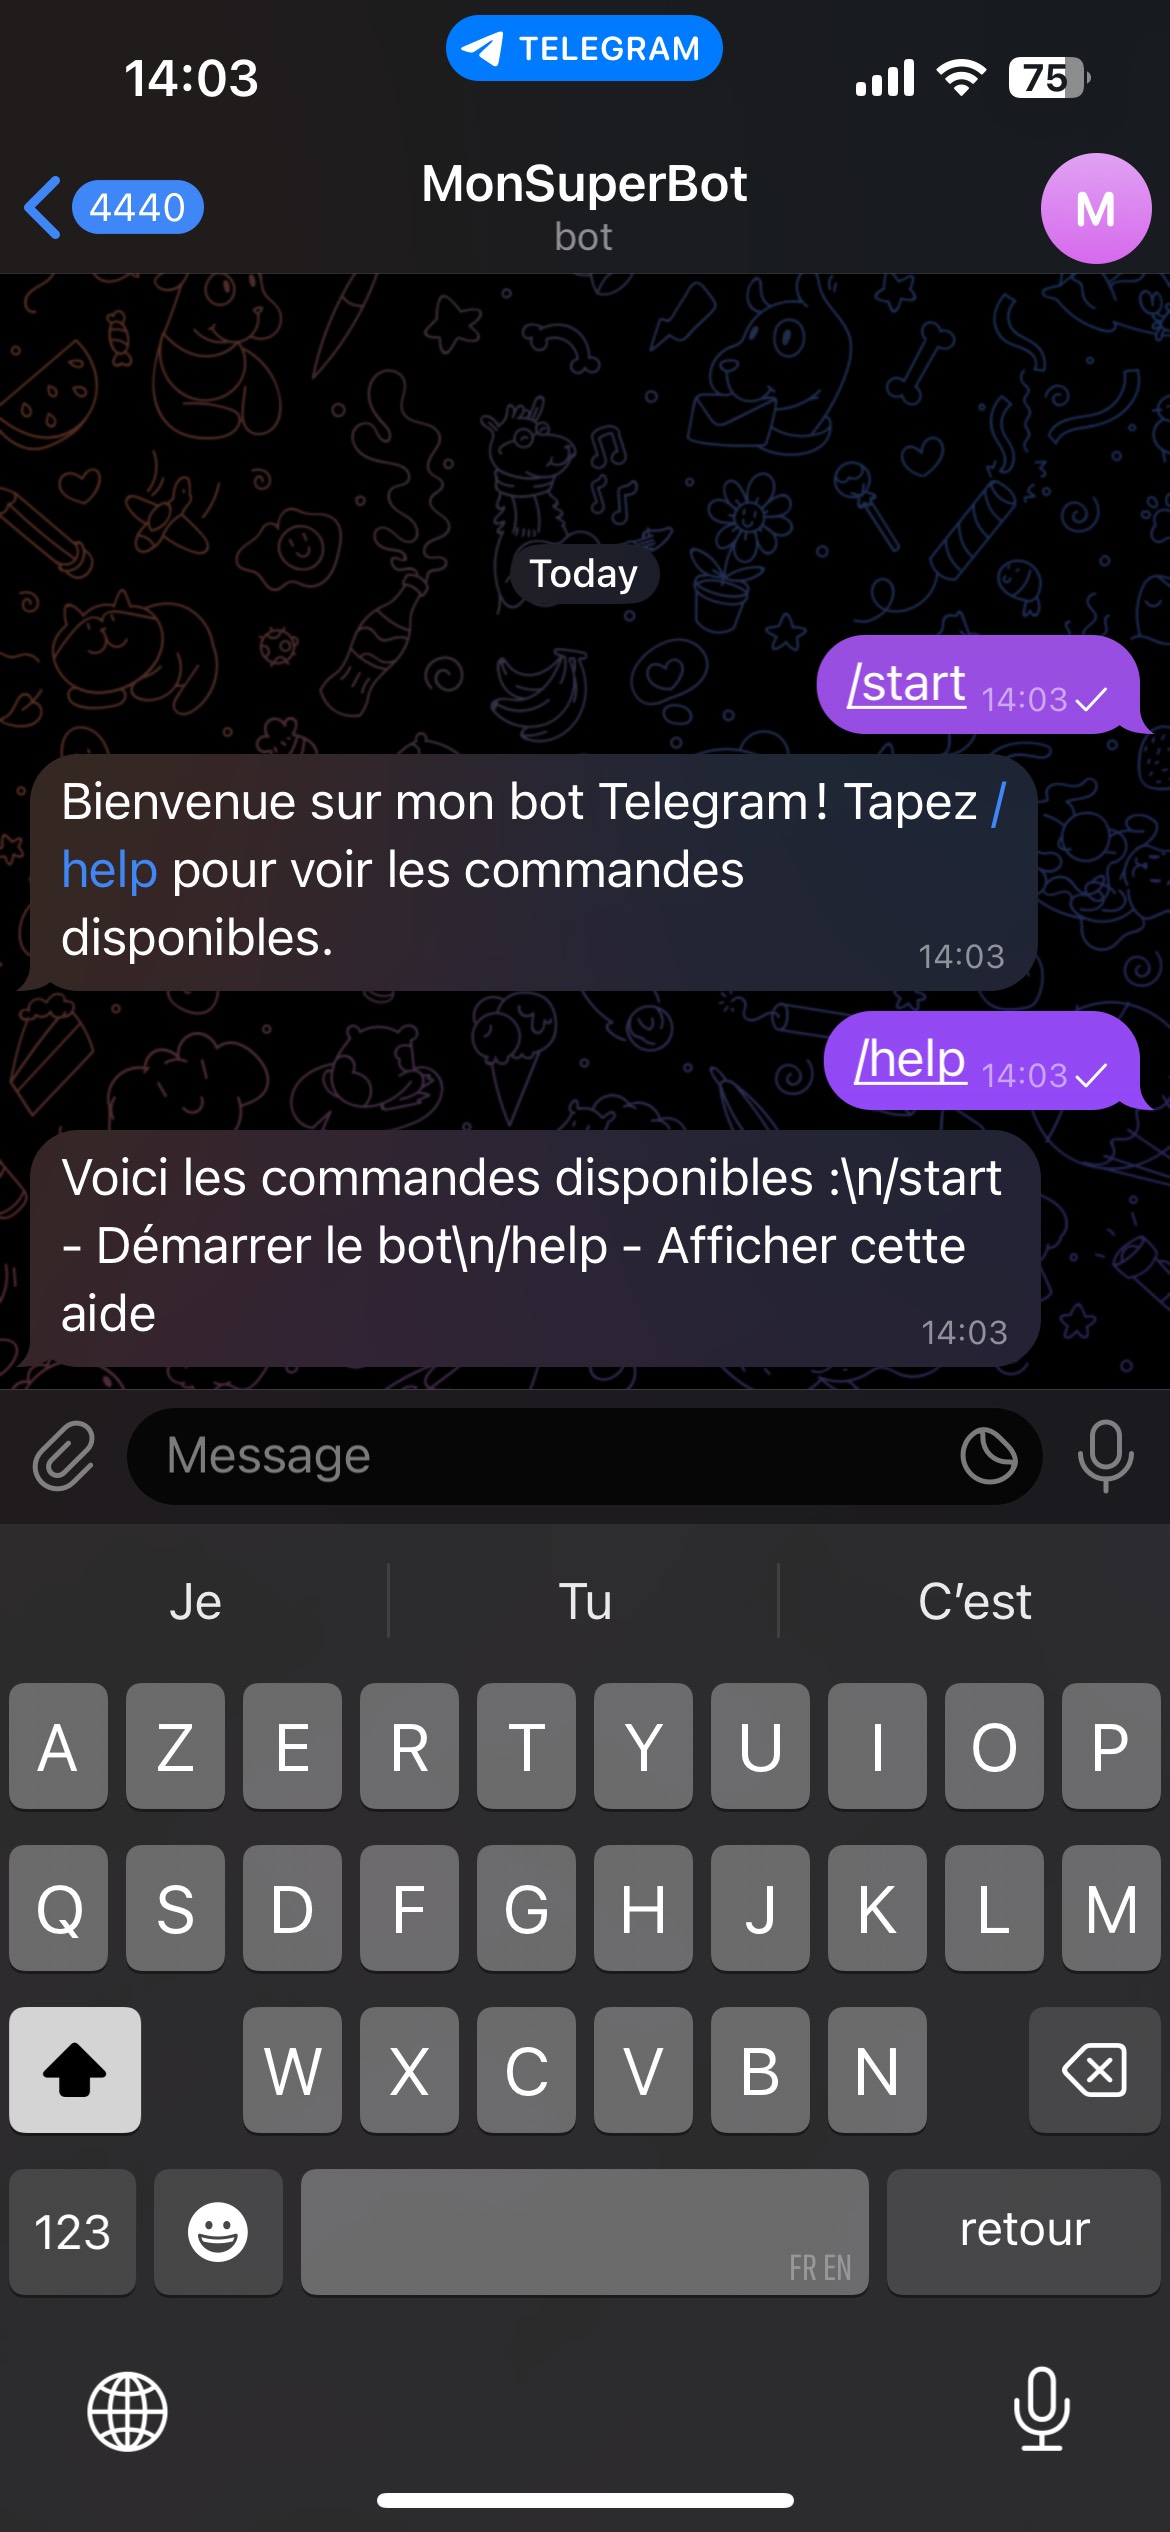 14:03
TELEGRAM
75
4440
MonSuperBot
bot
M
Today
/start 14:03
Bienvenue sur mon bot Telegram! Tapez /
help pour voir les commandes
disponibles.
14:03
/help 14:03
Voici les commandes disponibles :\n/start
- Démarrer le bot\n/help - Afficher cette
aide
14:03
Message
Je Tu C'est
A Z E R T Y U I O P
Q S D F G H J K L M
W X C V B N
123 FR EN retour